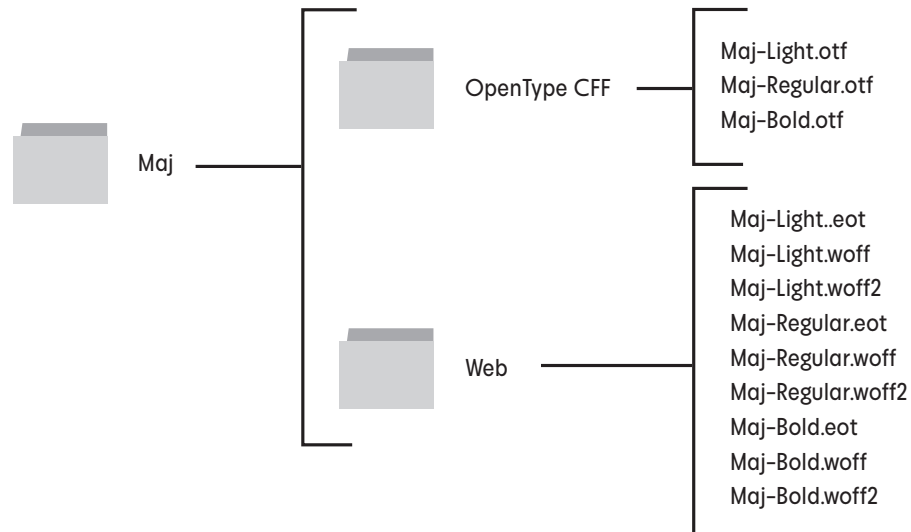 Maj
OpenType CFF
Maj-Light.otf
Maj-Regular.otf
Maj-Bold.otf
Web
Maj-Light..eot
Maj-Light.woff
Maj-Light.woff2
Maj-Regular.eot
Maj-Regular.woff
Maj-Regular.woff2
Maj-Bold.eot
Maj-Bold.woff
Maj-Bold.woff2